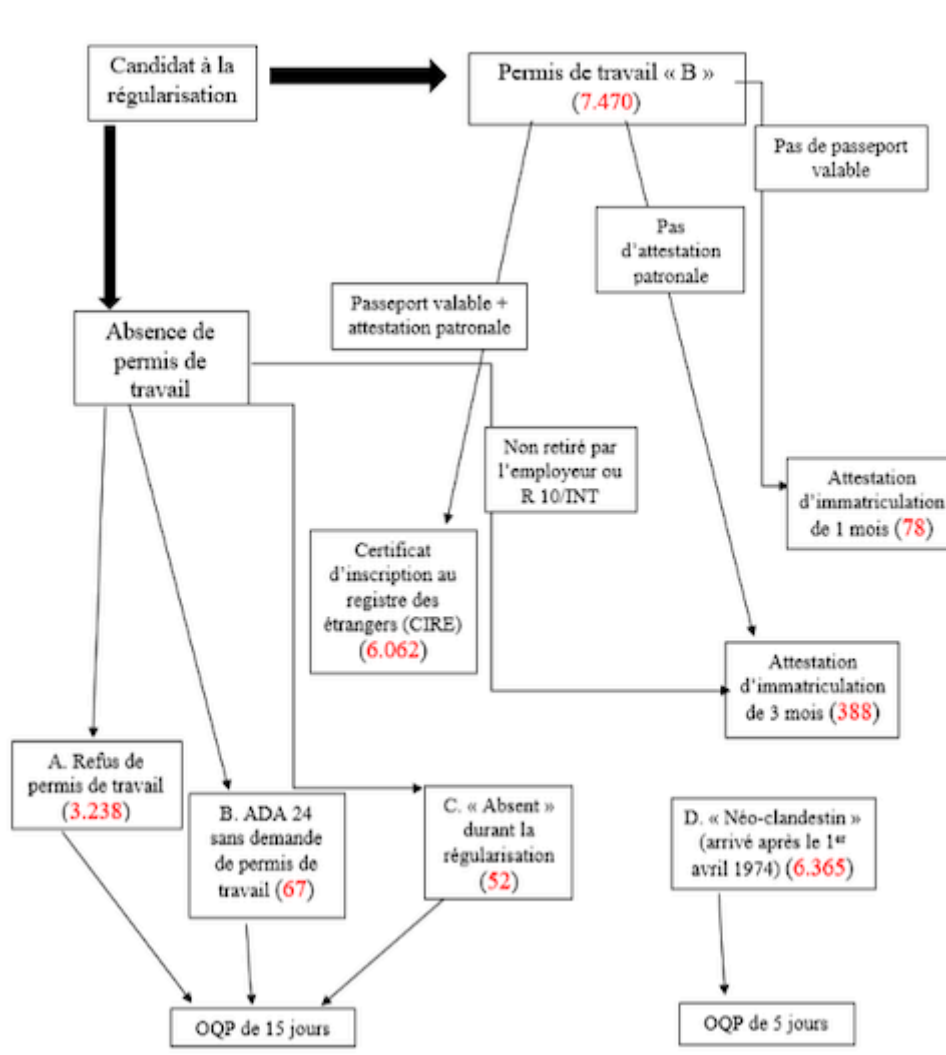 Candidat à la
régularisation
Permis de travail « B »
(7.470)
Pas de passeport
valable
Pas
d’attestation
patronale
Passeport valable +
attestation patronale
Absence de
permis de
travail
Non retiré par
l’employeur ou
R 10/INT
Attestation
d’immatriculation
de 1 mois (78)
Certificat
d’inscription au
registre des
étrangers (CIRE)
(6.062)
Attestation
d’immatriculation
de 3 mois (388)
A. Refus de
permis de travail
(3.238)
B. ADA 24
sans demande
de permis de
travail (67)
C. « Absent »
durant la
régularisation
(52)
D. « Néo-clandestin »
(arrivé après le 1er
avril 1974) (6.365)
OQP de 15 jours
OQP de 5 jours